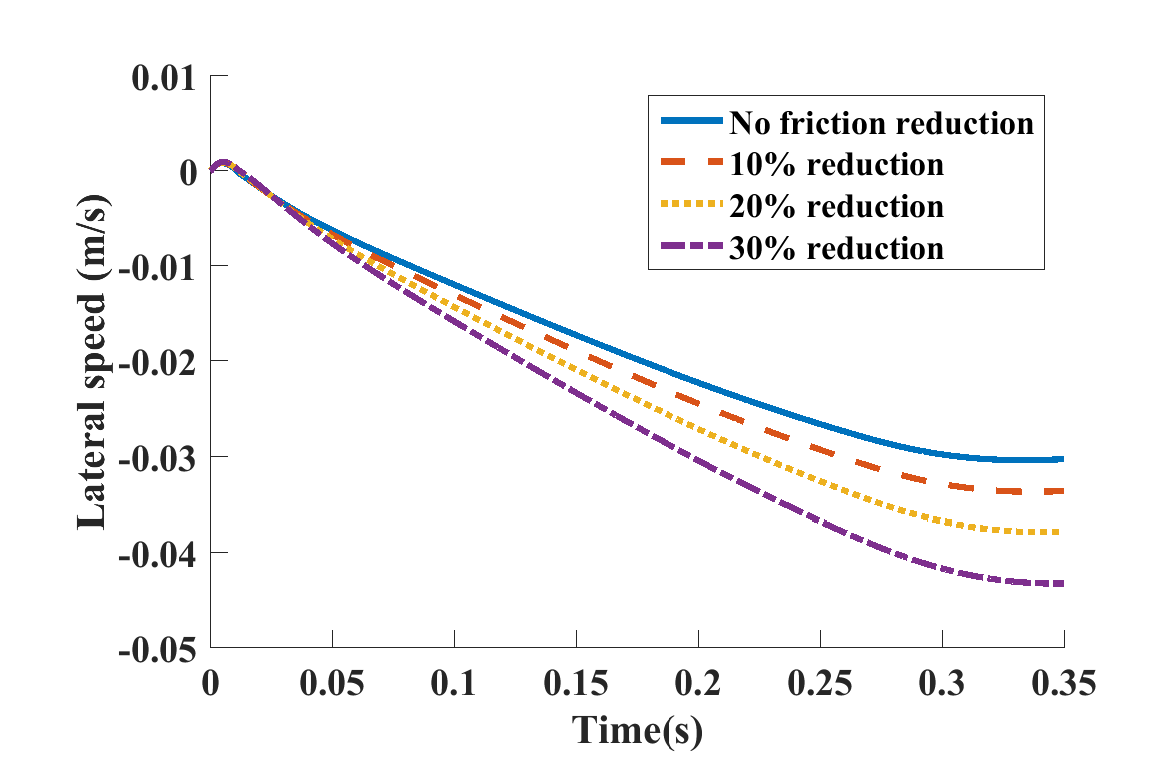 0.01
0
-0.01
-0.02
-0.03
-0.04
-0.05
Lateral speed (m/s)
No friction reduction
10% reduction
20% reduction
30% reduction
0 0.05 0.1 0.15 0.2 0.25 0.3 0.35
Time(s)